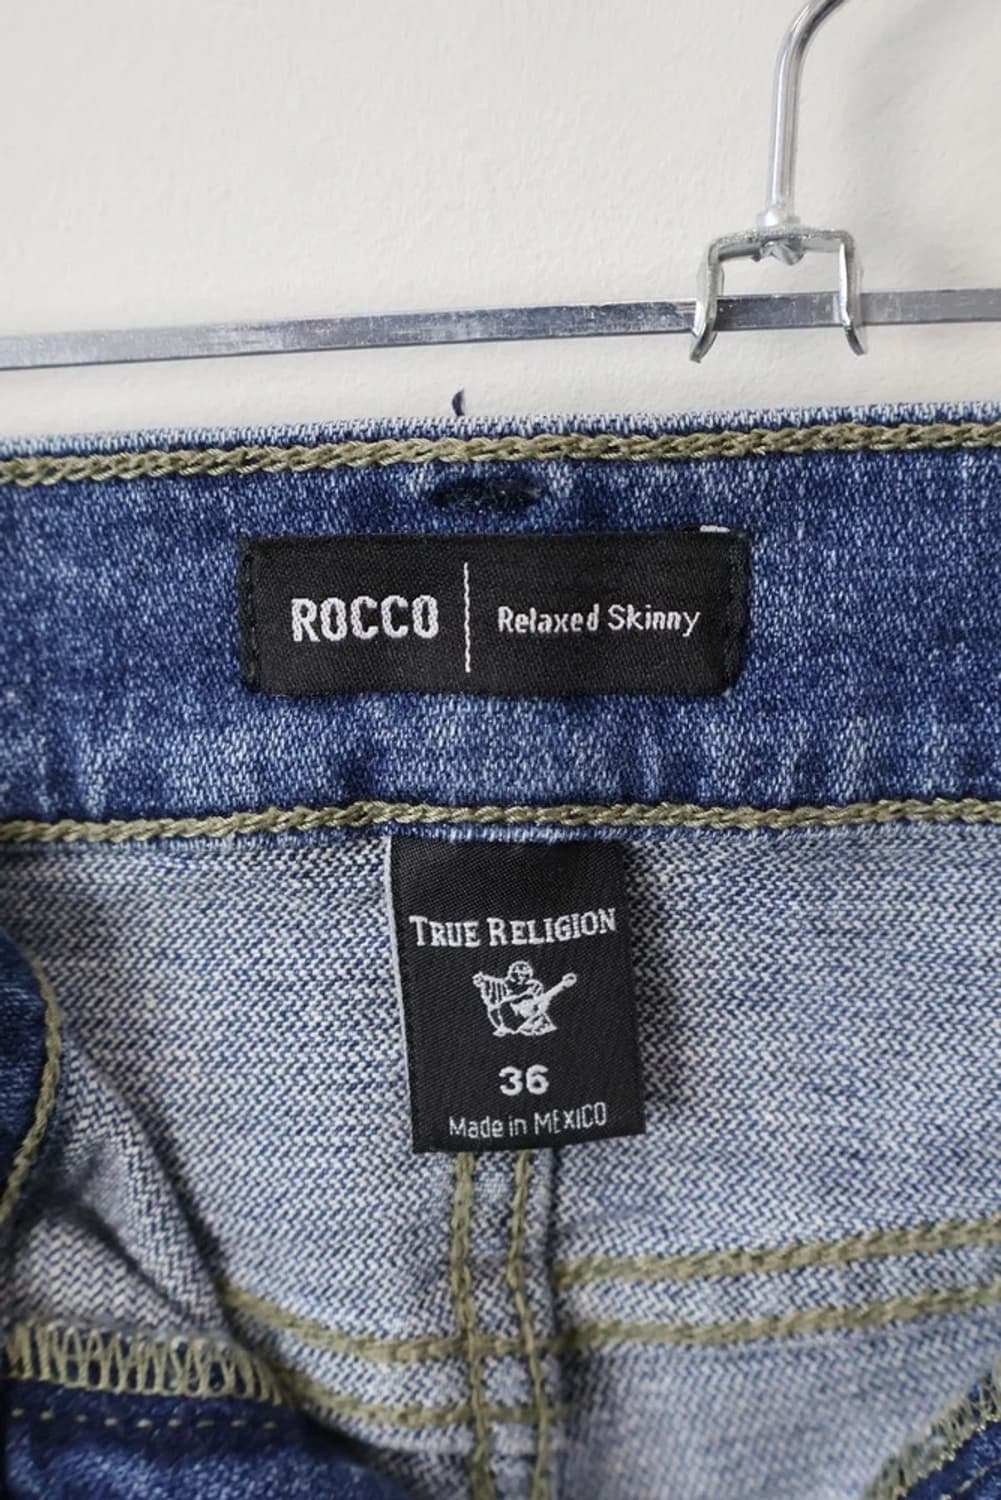 ROCCO | Relaxed Skinny
TRUE RELIGION
36
Made in MEXICO